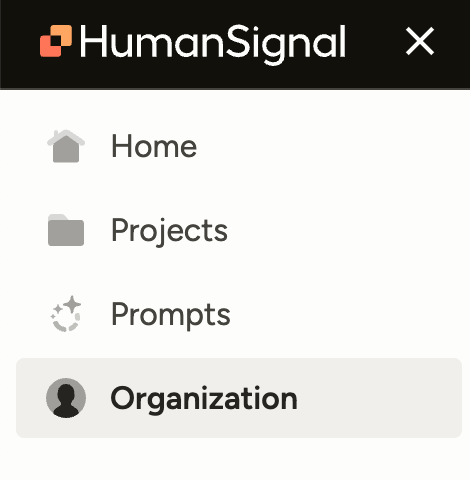 HumanSignal
Home
Projects
Prompts
Organization